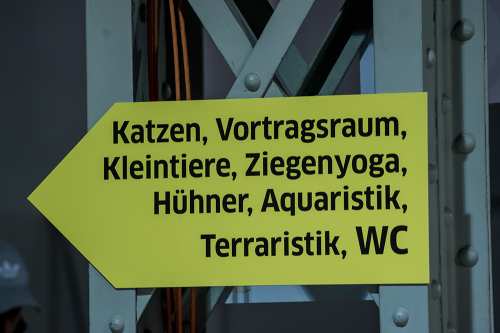 Katzen, Vortragsraum,
Kleintiere, Ziegenyoga,
Hühner, Aquaristik,
Terraristik, WC